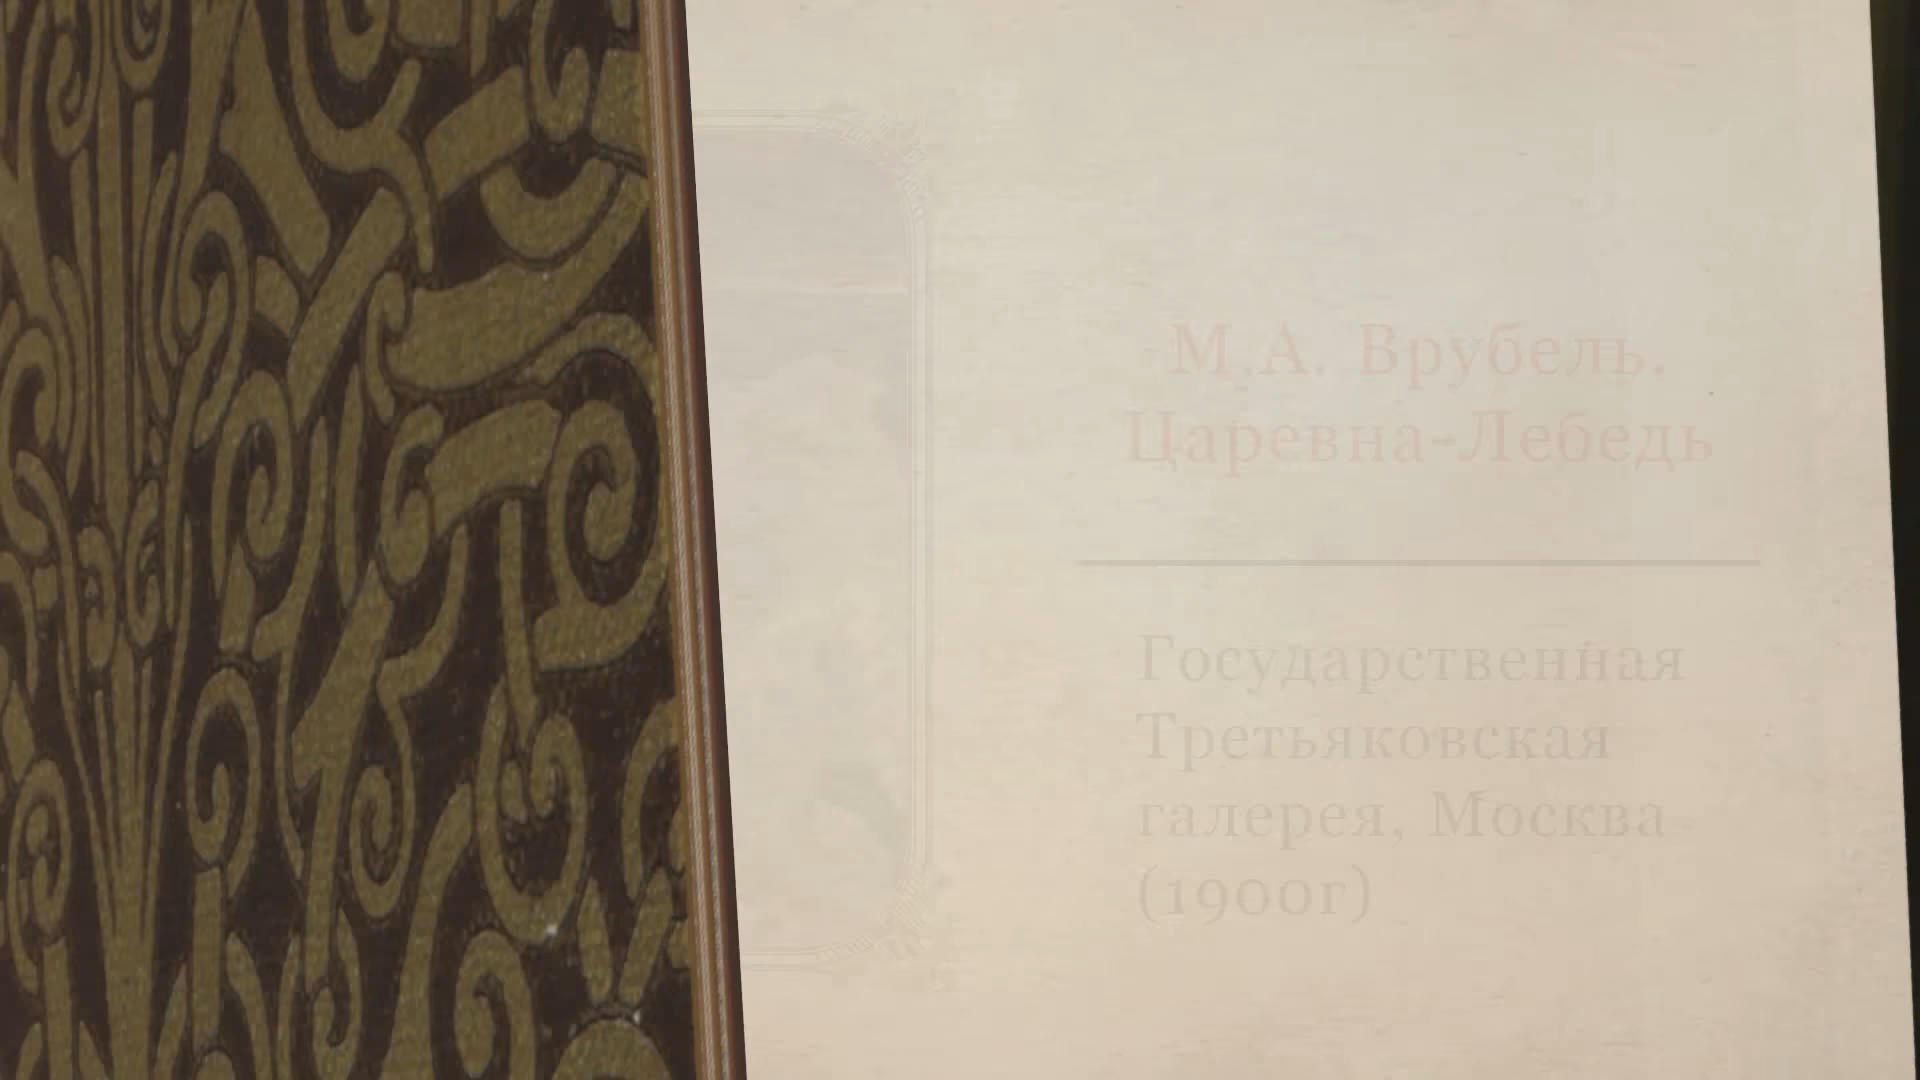 М.А. Врубель.
Царевна-Лебедь
Государственная
Третьяковская
галерея, Москва
(1900г)